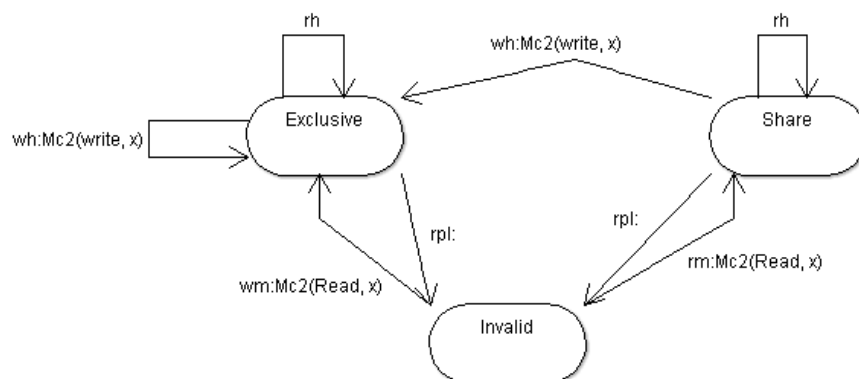 rh
rh
wh:Mc2(write, x)
Exclusive
Share
wh:Mc2(write, x)
rpl:
rpl:
wm:Mc2(Read, x)
rm:Mc2(Read, x)
Invalid